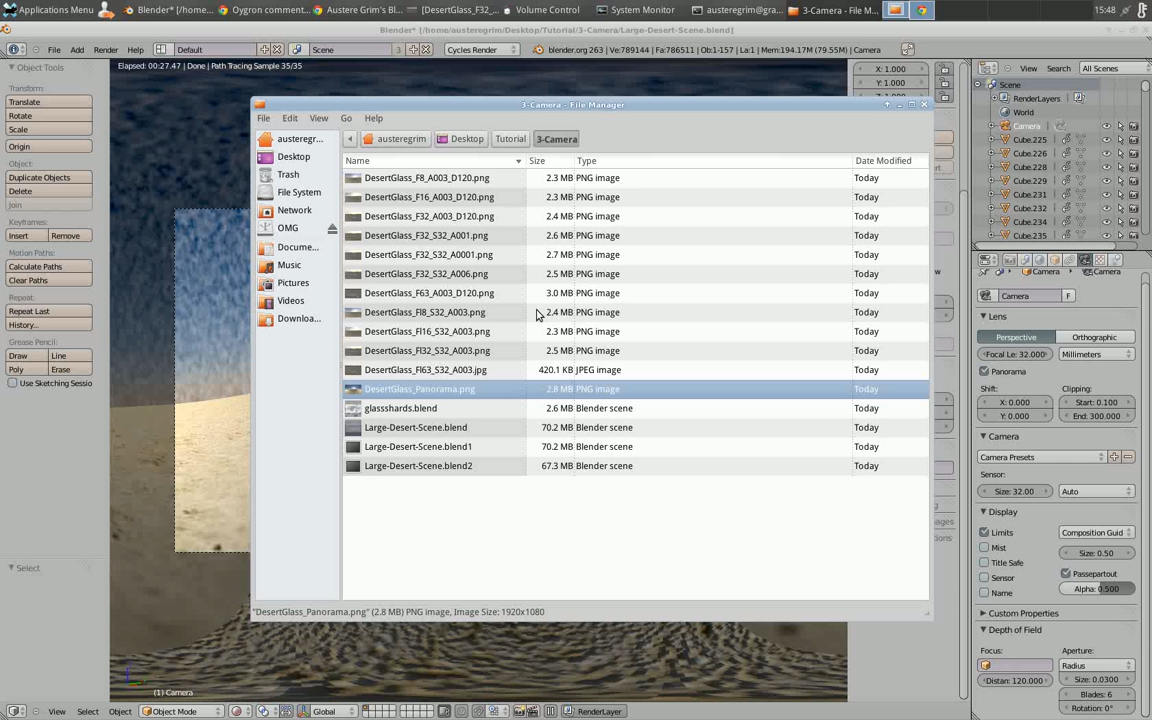 Applications Menu
Blender* [/home...
Oygron comment...
Austere Grim's Bl...
[DesertGlass_F32_...
Volume Control
System Monitor
austeregrim@gra...
3-Camera - File M...
15:48
Blender* [/home/austeregrim/Desktop/Tutorial/3-Camera/Large-Desert-Scene.blend]
File Add Render Help
Default
Scene
3
Cycles Render
blender.org 263 | Ve:789144 | Fa:786511 | Ob:1-157 | La:1 | Mem:194.17M (79.55M) | Camera
View Search All Scenes
Elapsed: 00:27.47 | Done | Path Tracing Sample 35/35
Object Tools
Transform:
Translate
Rotate
Scale
Origin
Object:
Duplicate Objects
Delete
Join
Keyframes:
Insert Remove
Motion Paths:
Calculate Paths
Clear Paths
Repeat:
Repeat Last
History...
Grease Pencil:
Draw Line
Poly Erase
Use Sketching Sessio
Select
3-Camera - File Manager
File Edit View Go Help
austeregr...
Desktop
Trash
File System
Network
OMG
Docume...
Music
Pictures
Videos
Downloa...
austeregrim Desktop Tutorial 3-Camera
Name Size Type Date Modified
DesertGlass_F8_A003_D120.png 2.3 MB PNG image Today
DesertGlass_F16_A003_D120.png 2.3 MB PNG image Today
DesertGlass_F32_A003_D120.png 2.4 MB PNG image Today
DesertGlass_F32_S32_A001.png 2.6 MB PNG image Today
DesertGlass_F32_S32_A0001.png 2.7 MB PNG image Today
DesertGlass_F32_S32_A006.png 2.5 MB PNG image Today
DesertGlass_F63_A003_D120.png 3.0 MB PNG image Today
DesertGlass_Fl8_S32_A003.png 2.4 MB PNG image Today
DesertGlass_Fl16_S32_A003.png 2.3 MB PNG image Today
DesertGlass_Fl32_S32_A003.png 2.5 MB PNG image Today
DesertGlass_Fl63_S32_A003.jpg 420.1 KB JPEG image Today
DesertGlass_Panorama.png 2.8 MB PNG image Today
glassshards.blend 2.6 MB Blender scene Today
Large-Desert-Scene.blend 70.2 MB Blender scene Today
Large-Desert-Scene.blend1 70.2 MB Blender scene Today
Large-Desert-Scene.blend2 67.3 MB Blender scene Today
"DesertGlass_Panorama.png" (2.8 MB) PNG image, Image Size: 1920x1080
X: 1.000
Y: 1.000
Scene
RenderLayers
World
Camera
Cube.225
Cube.226
Cube.228
Cube.229
Cube.231
Cube.232
Cube.234
Cube.235
Camera Camera
Camera F
Lens
Perspective Orthographic
Focal Le: 32.000 Millimeters
Panorama
Shift: Clipping:
X: 0.000 Start: 0.100
Y: 0.000 End: 300.000
Camera
Camera Presets
Sensor:
Size: 32.00 Auto
Display
Limits Composition Guid
Mist Size: 0.50
Title Safe
Sensor Passepartout
Name Alpha: 0.500
Custom Properties
Depth of Field
Focus: Aperture:
Radius
Distan: 120.000 Size: 0.0300
Blades: 6
Rotation: 0°
(1) Camera
View Select Object Object Mode Global RenderLayer